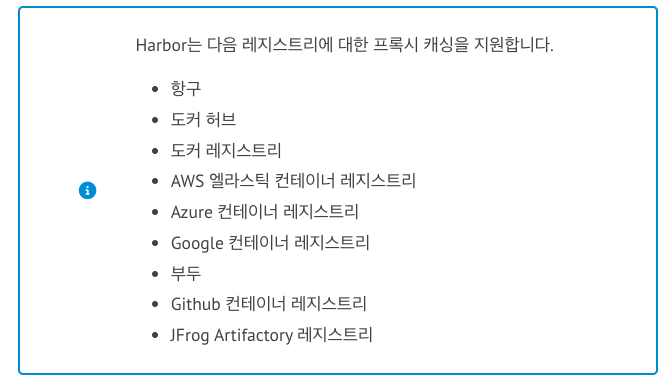 Harbor는 다음 레지스트리에 대한 프록시 캐싱을 지원합니다.
• 항구
• 도커 허브
• 도커 레지스트리
• AWS 엘라스틱 컨테이너 레지스트리
• Azure 컨테이너 레지스트리
• Google 컨테이너 레지스트리
• 부두
• Github 컨테이너 레지스트리
• JFrog Artifactory 레지스트리